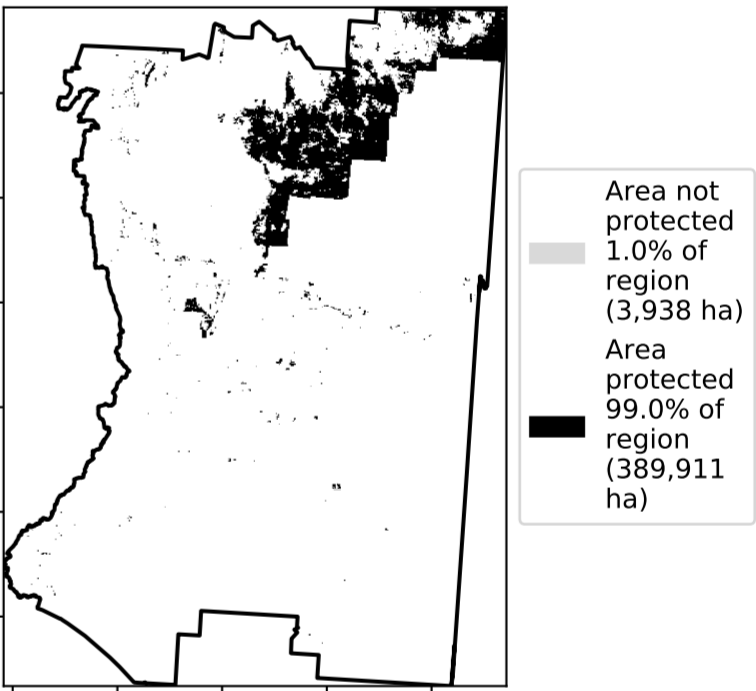 Area not
protected
1.0% of
region
(3,938 ha)
Area
protected
99.0% of
region
(389,911
ha)